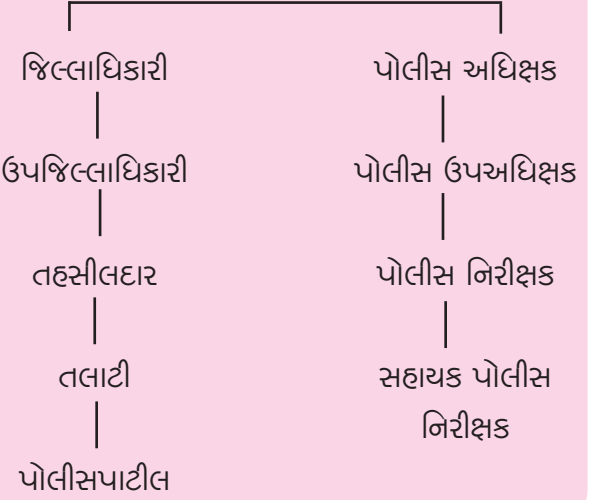 જિલ્લાધિકારી
ઉપજિલ્લાધિકારી
તહસીલદાર
તલાટી
પોલીસપાટીલ
પોલીસ અધિક્ષક
પોલીસ ઉપઅધિક્ષક
પોલીસ નિરીક્ષક
સહાયક પોલીસ
નિરીક્ષક